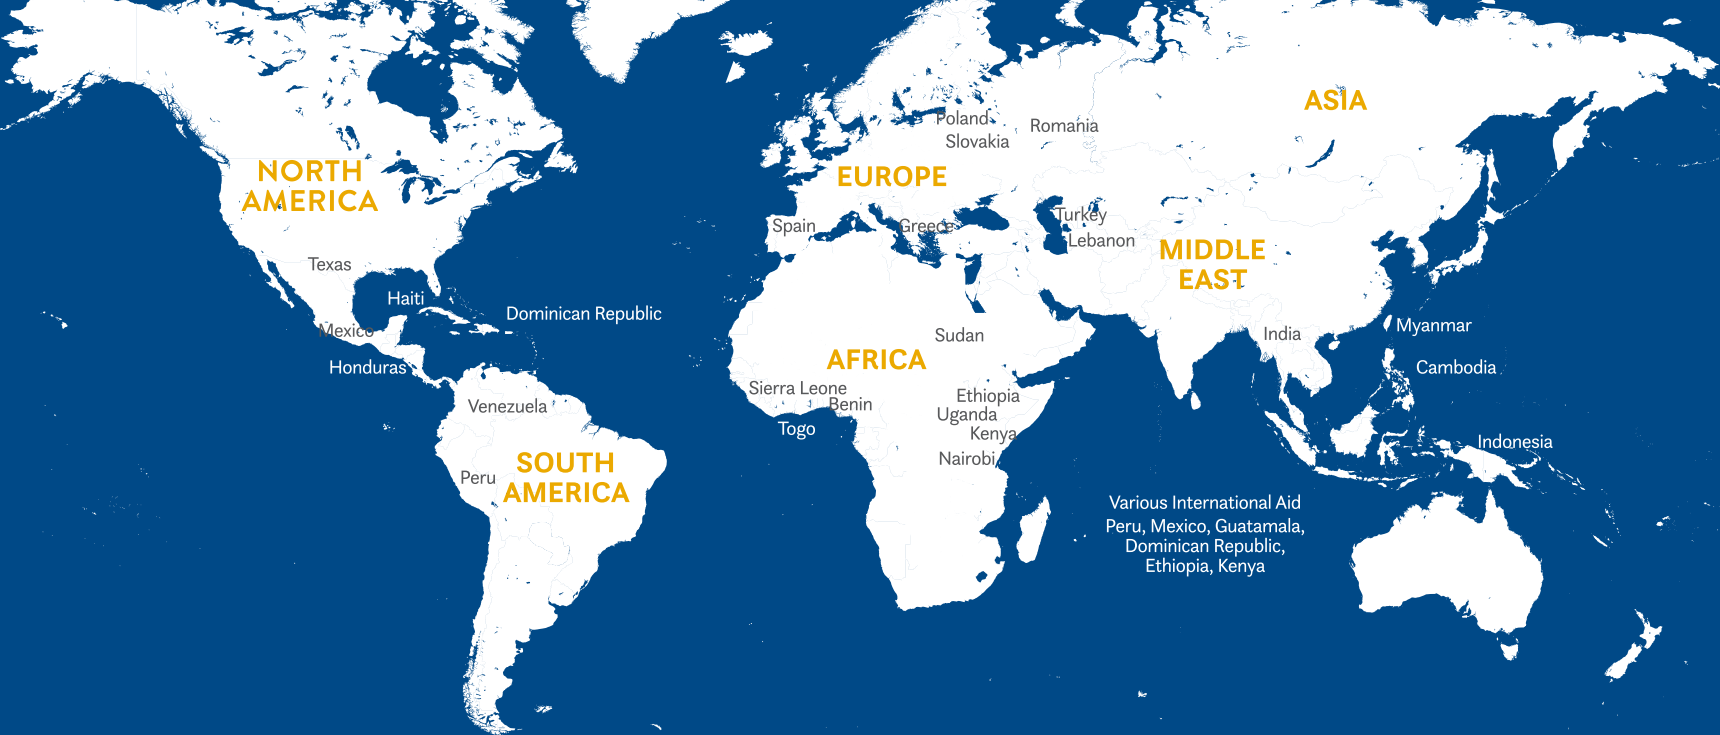 NORTH
AMERICA
Texas
Haiti
Dominican Republic
Mexico
Honduras
Venezuela
Peru
SOUTH
AMERICA
Poland
Slovakia
Romania
EUROPE
Spain
Greece
Turkey
Lebanon
ASIA
MIDDLE
EAST
Sudan
AFRICA
Sierra Leone
Benin
Togo
Ethiopia
Uganda
Kenya
Nairobi
India
Myanmar
Cambodia
Indonesia
Various International Aid
Peru, Mexico, Guatamala,
Dominican Republic,
Ethiopia, Kenya